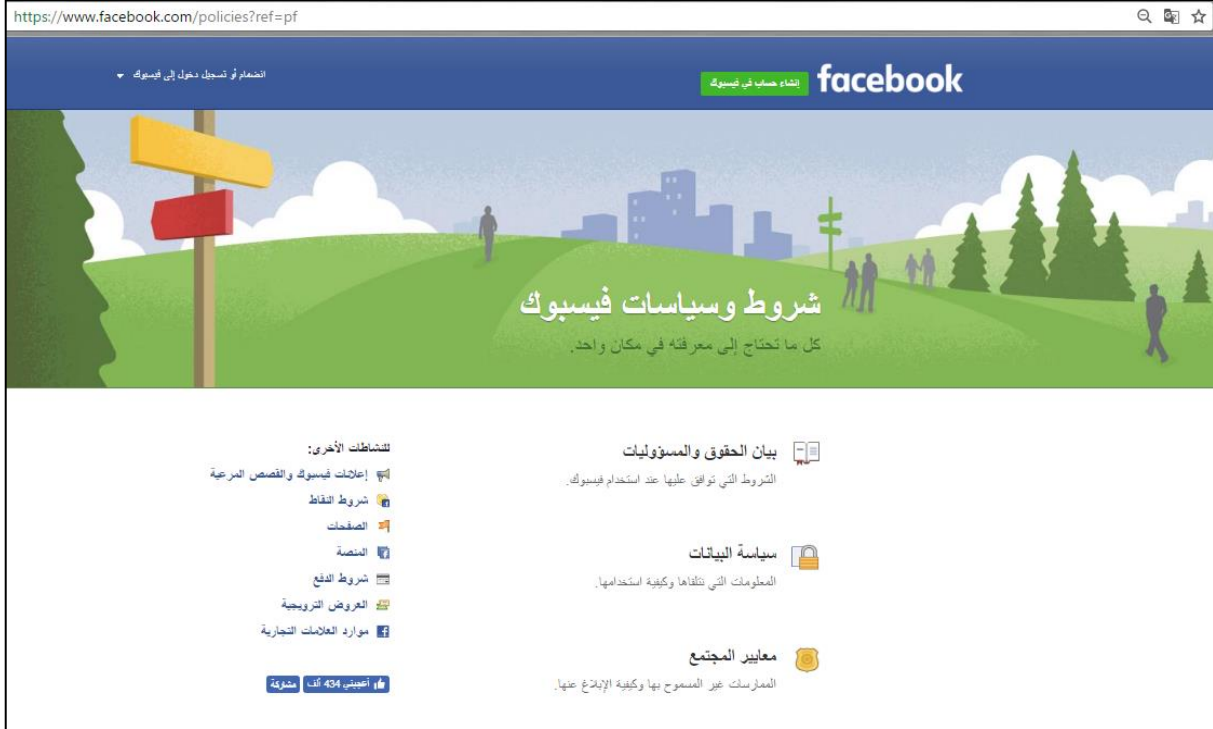 https://www.facebook.com/policies?ref=pf
facebook
إنشاء حساب في فيسبوك
انضمام أو تسجيل دخول إلى فيسبوك
شروط وسياسات فيسبوك
كل ما تحتاج إلى معرفته في مكان واحد.
بيان الحقوق والمسؤوليات
الشروط التي توافق عليها عند استخدام فيسبوك.
سياسة البيانات
المعلومات التي نتلقاها وكيفية استخدامها.
معايير المجتمع
الممارسات غير المسموح بها وكيفية الإبلاغ عنها.
للنشاطات الأخرى:
إعلانات فيسبوك والقصص المرعية
شروط النقاط
الصفحات
المنصة
شروط الدفع
العروض الترويجية
موارد العلامات التجارية
أعجبني 434 ألف
مشاركة